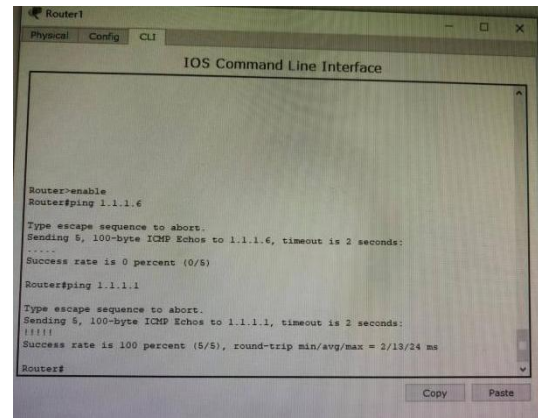 Router1
Physical Config CLI
IOS Command Line Interface
Router>enable
Router#ping 1.1.1.6
Type escape sequence to abort.
Sending 5, 100-byte ICMP Echos to 1.1.1.6, timeout is 2 seconds:
.....
Success rate is 0 percent (0/5)
Router#ping 1.1.1.1
Type escape sequence to abort.
Sending 5, 100-byte ICMP Echos to 1.1.1.1, timeout is 2 seconds:
!!!!!
Success rate is 100 percent (5/5), round-trip min/avg/max = 2/13/24 ms
Router#
Copy Paste